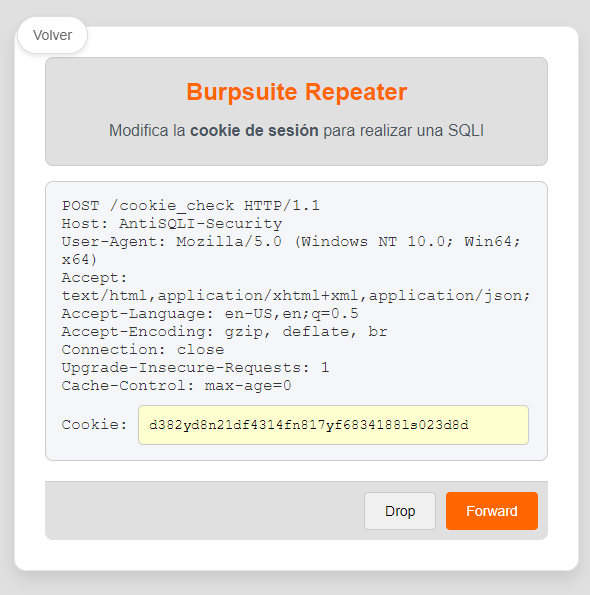 Volver
Burpsuite Repeater
Modifica la cookie de sesión para realizar una SQLI
POST /cookie_check HTTP/1.1
Host: AntiSQLI-Security
User-Agent: Mozilla/5.0 (Windows NT 10.0; Win64;
x64)
Accept:
text/html,application/xhtml+xml,application/json;
Accept-Language: en-US,en;q=0.5
Accept-Encoding: gzip, deflate, br
Connection: close
Upgrade-Insecure-Requests: 1
Cache-Control: max-age=0
Cookie: d382yd8n21df4314fn817yf6834188ls023d8d
Drop Forward